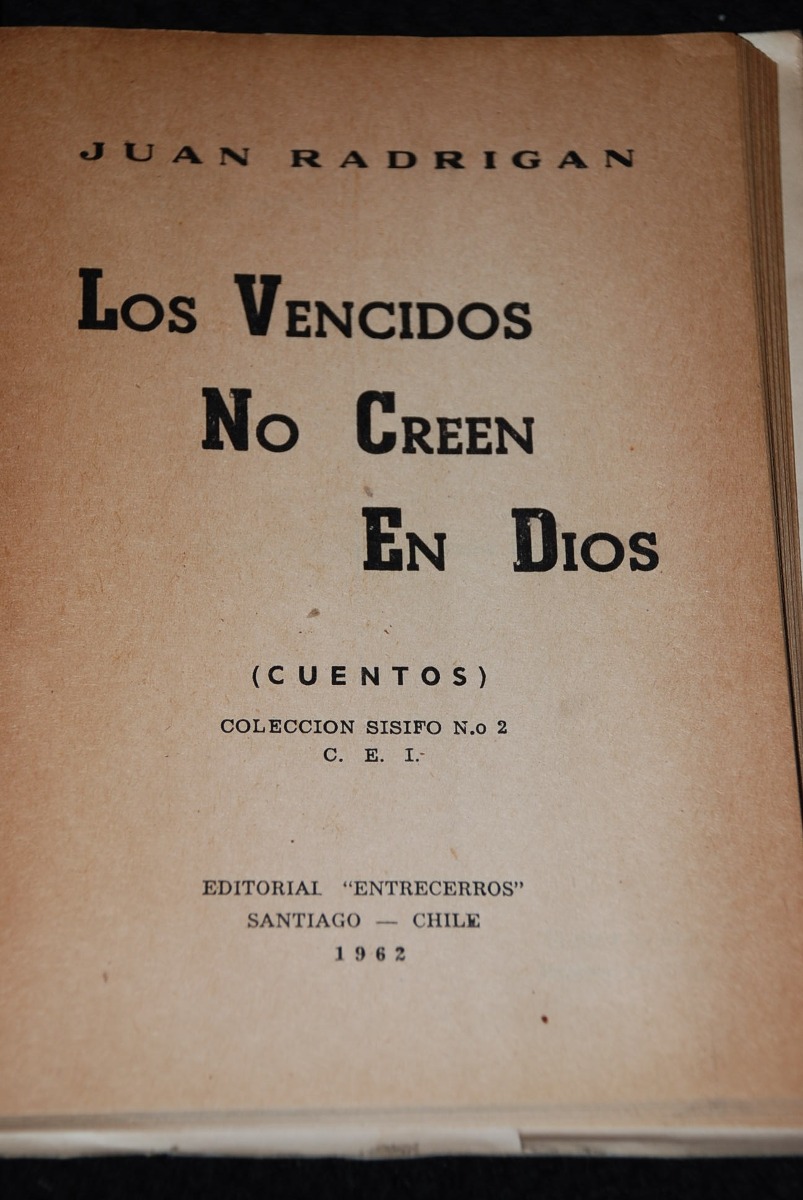 JUAN RADRIGAN
LOS VENCIDOS
NO CREEN
EN DIOS
(CUENTOS)
COLECCION SISIFO N.o 2
C. E. I.-
EDITORIAL "ENTRECERROS"
SANTIAGO — CHILE
1962